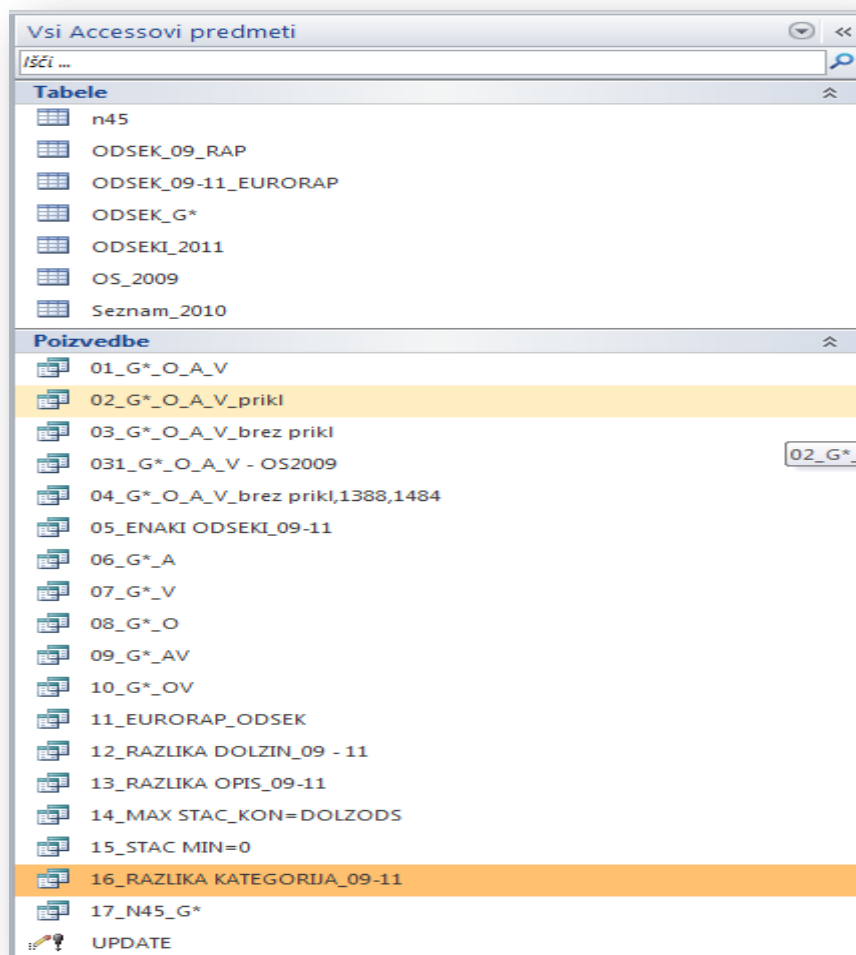 Vsi Accessovi predmeti
Išči ...
Tabele
n45
ODSEK_09_RAP
ODSEK_09-11_EURORAP
ODSEK_G*
ODSEKI_2011
OS_2009
Seznam_2010
Poizvedbe
01_G*_O_A_V
02_G*_O_A_V_prikl
03_G*_O_A_V_brez prikl
02_G*_
031_G*_O_A_V - OS2009
04_G*_O_A_V_brez prikl,1388,1484
05_ENAKI ODSEKI_09-11
06_G*_A
07_G*_V
08_G*_O
09_G*_AV
10_G*_OV
11_EURORAP_ODSEK
12_RAZLIKA DOLZIN_09 - 11
13_RAZLIKA OPIS_09-11
14_MAX STAC_KON=DOLZODS
15_STAC MIN=0
16_RAZLIKA KATEGORIJA_09-11
17_N45_G*
UPDATE